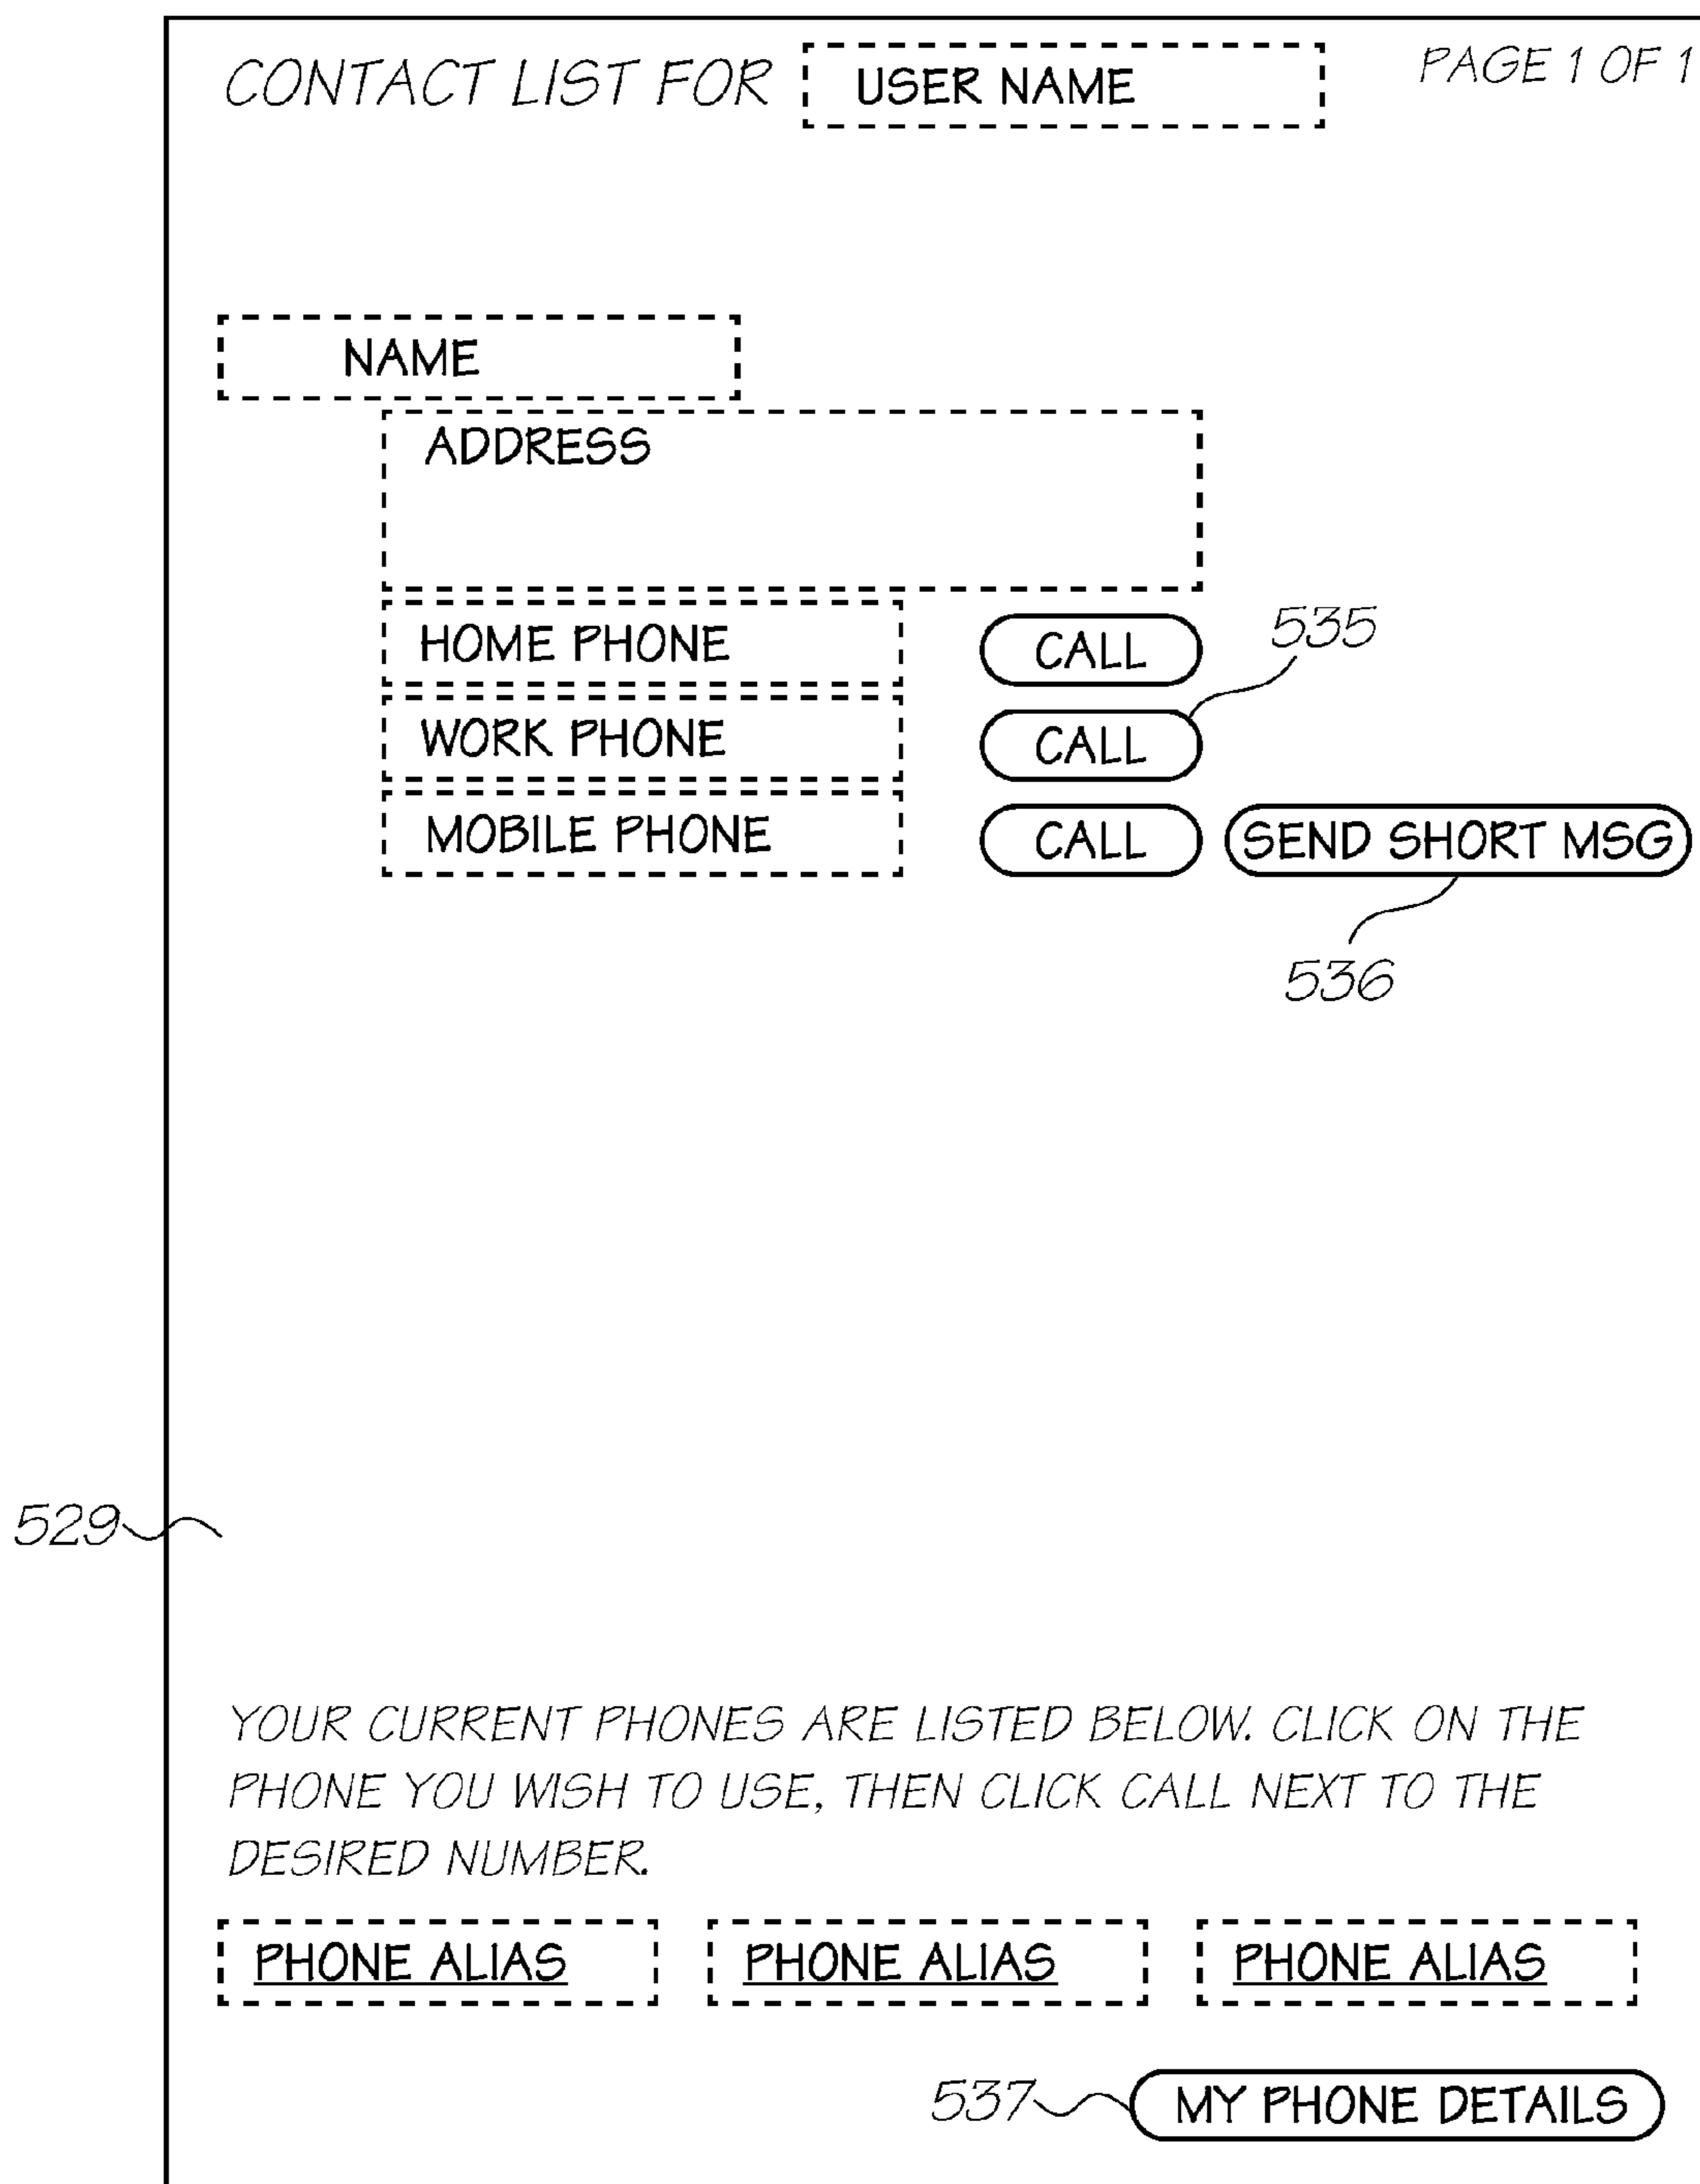 CONTACT LIST FOR USER NAME PAGE 1 OF 1
NAME
ADDRESS
HOME PHONE CALL 535
WORK PHONE CALL
MOBILE PHONE CALL SEND SHORT MSG
536
529
YOUR CURRENT PHONES ARE LISTED BELOW. CLICK ON THE
PHONE YOU WISH TO USE, THEN CLICK CALL NEXT TO THE
DESIRED NUMBER.
PHONE ALIAS PHONE ALIAS PHONE ALIAS
537 MY PHONE DETAILS